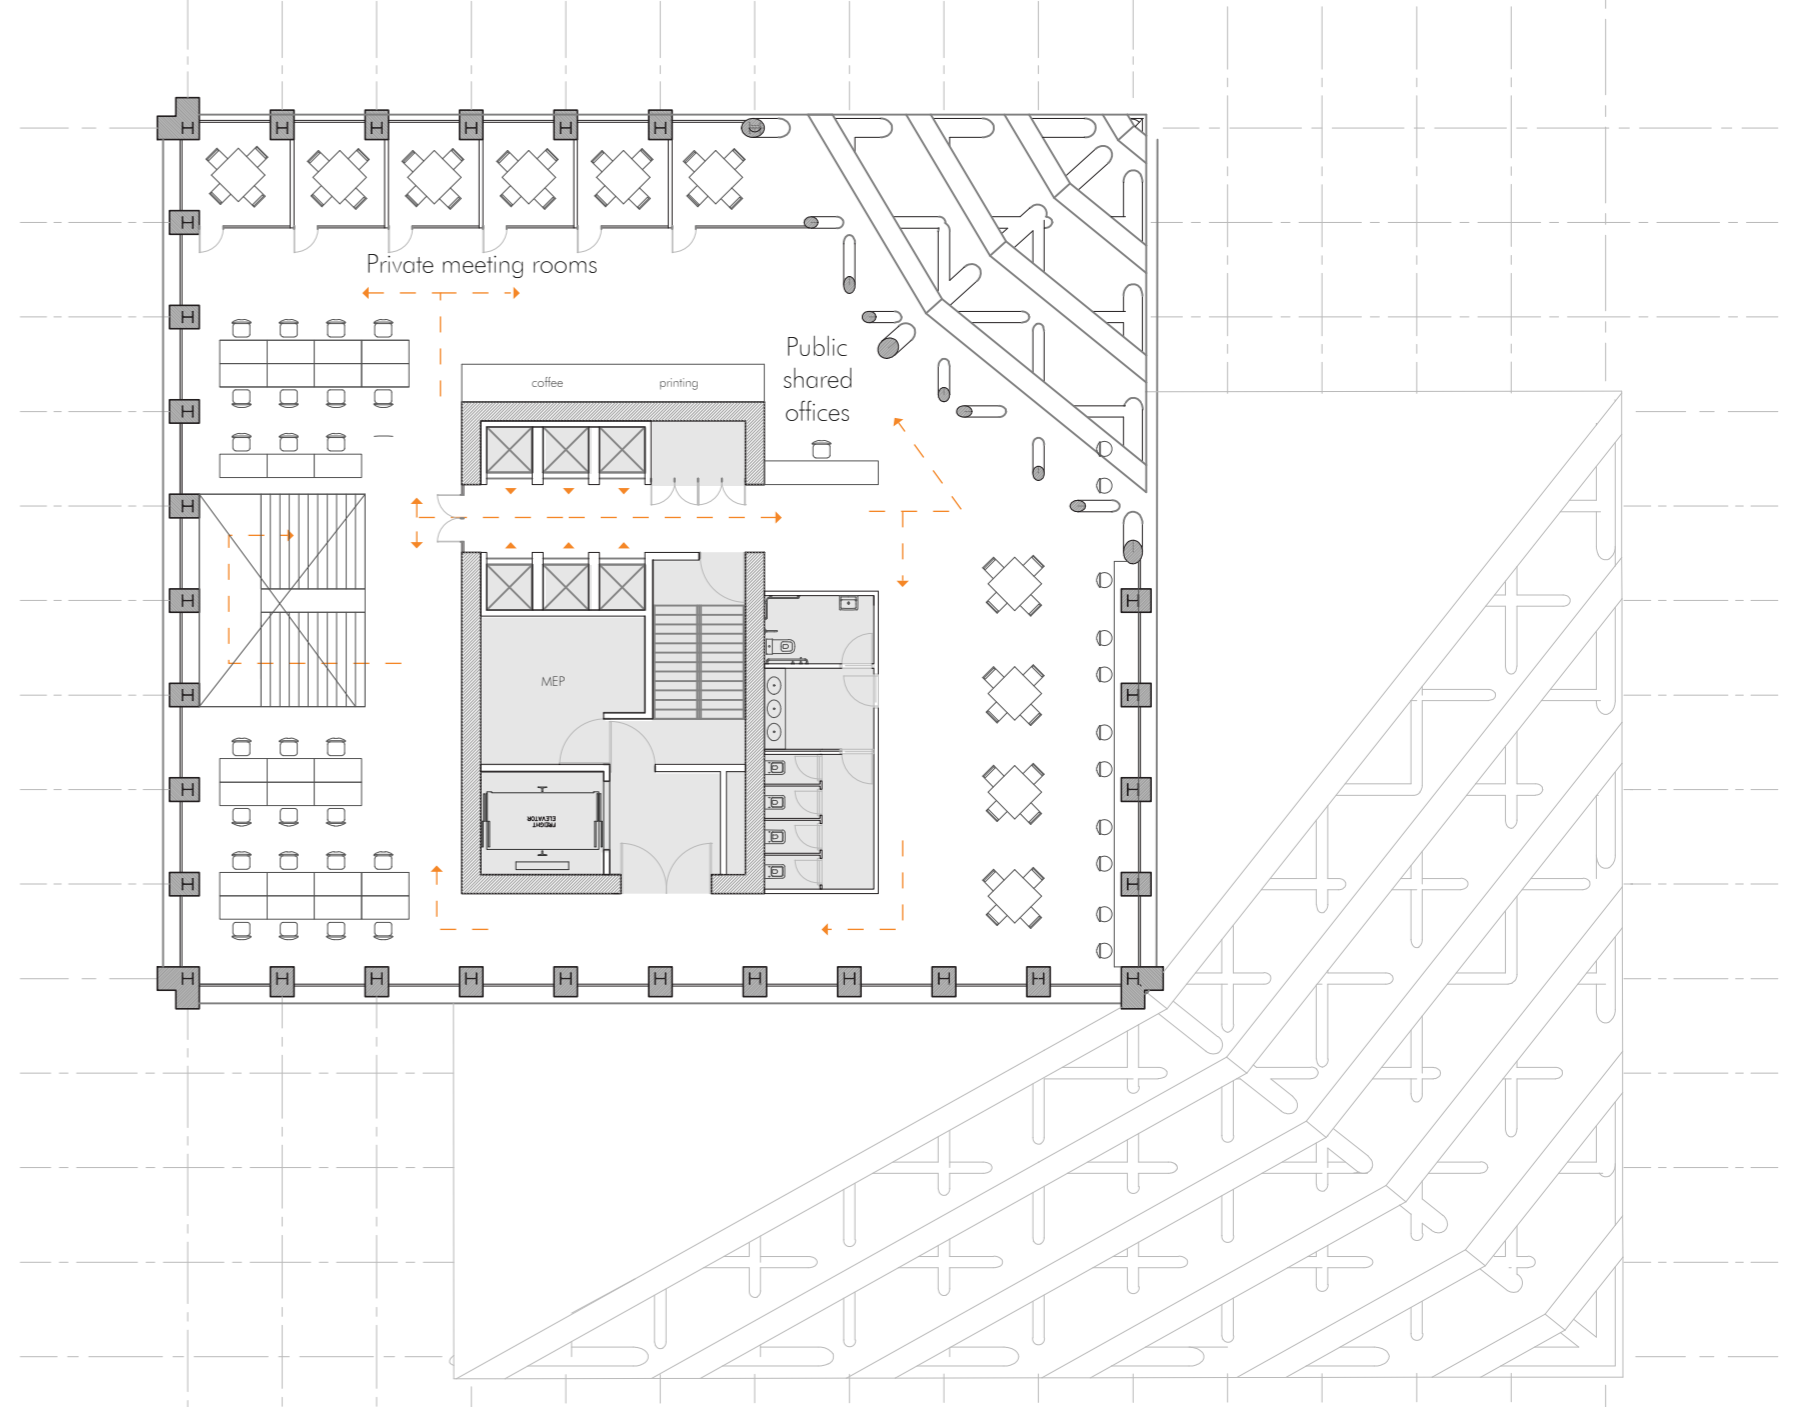 Private meeting rooms
Public
shared
offices
coffee
printing
MEP
FREIGHT
ELEVATOR